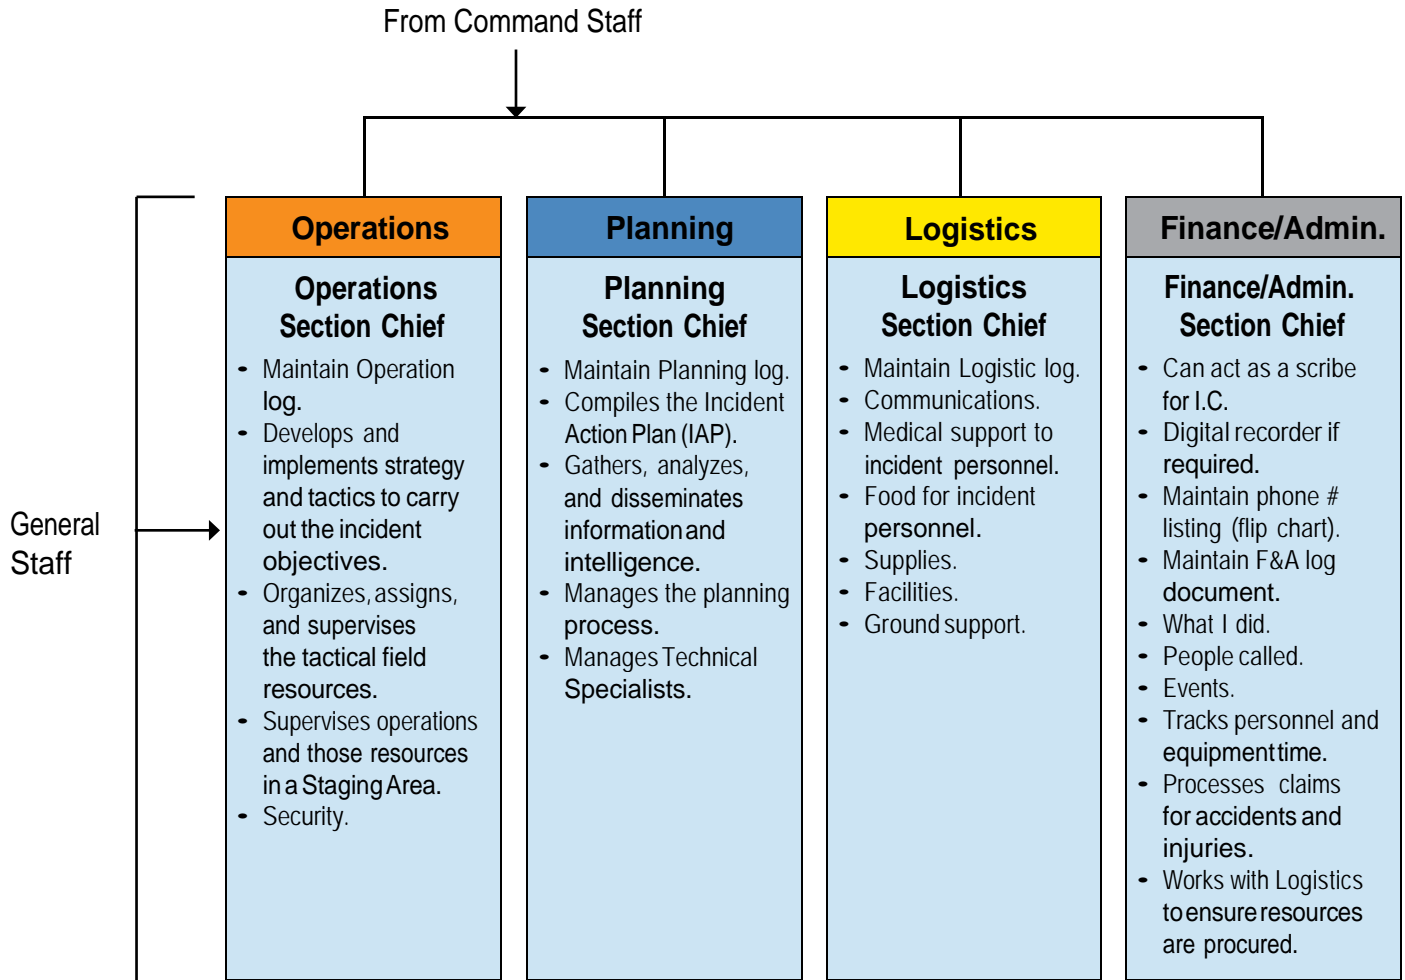 From Command Staff
General
Staff
Operations
Operations
Section Chief
• Maintain Operation
log.
• Develops and
implements strategy
and tactics to carry
out the incident
objectives.
• Organizes, assigns,
and supervises
the tactical field
resources.
• Supervises operations
and those resources
in a Staging Area.
• Security.
Planning
Planning
Section Chief
• Maintain Planning log.
• Compiles the Incident
Action Plan (IAP).
• Gathers, analyzes,
and disseminates
information and
intelligence.
• Manages the planning
process.
• Manages Technical
Specialists.
Logistics
Logistics
Section Chief
• Maintain Logistic log.
• Communications.
• Medical support to
incident personnel.
• Food for incident
personnel.
• Supplies.
• Facilities.
• Ground support.
Finance/Admin.
Finance/Admin.
Section Chief
• Can act as a scribe
for I.C.
• Digital recorder if
required.
• Maintain phone #
listing (flip chart).
• Maintain F&A log
document.
• What I did.
• People called.
• Events.
• Tracks personnel and
equipment time.
• Processes claims
for accidents and
injuries.
• Works with Logistics
to ensure resources
are procured.